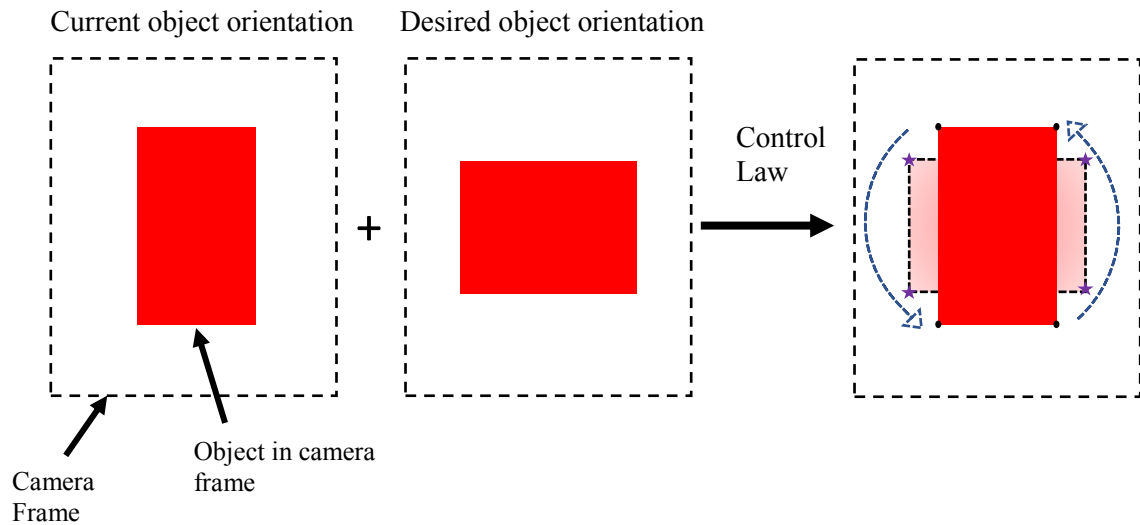 Current object orientation
Desired object orientation
+
Control
Law
Object in camera
frame
Camera
Frame